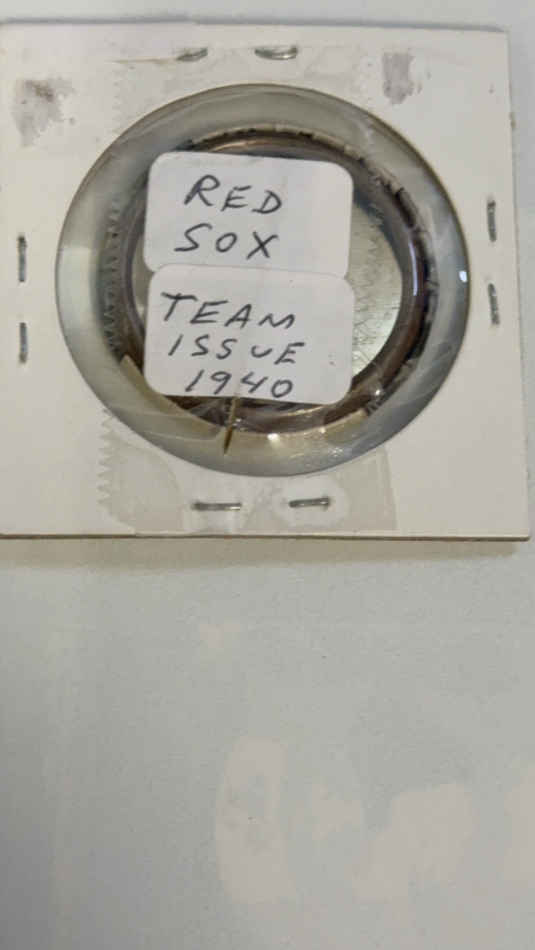 RED
SOX
TEAM
ISSUE
1940